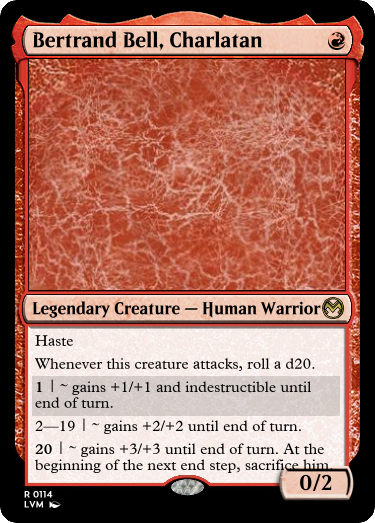 Bertrand Bell, Charlatan
Legendary Creature — Human Warrior
Haste
Whenever this creature attacks, roll a d20.
1 | ~ gains +1/+1 and indestructible until
end of turn.
2—19 | ~ gains +2/+2 until end of turn.
20 | ~ gains +3/+3 until end of turn. At the
beginning of the next end step, sacrifice him.
0/2
R 0114
LVM